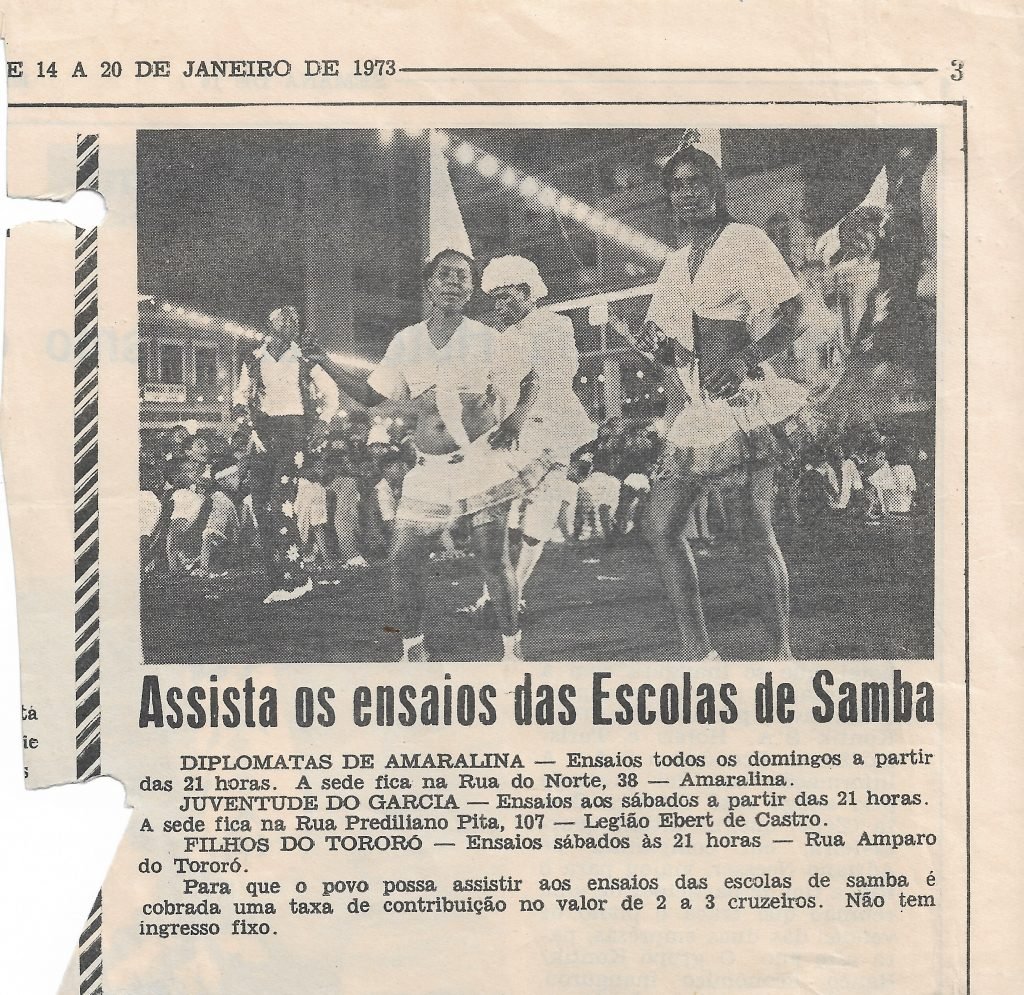 E 14 A 20 DE JANEIRO DE 1973 3
Assista os ensaios das Escolas de Samba
DIPLOMATAS DE AMARALINA — Ensaios todos os domingos a partir
das 21 horas. A sede fica na Rua do Norte, 38 — Amaralina.
JUVENTUDE DO GARCIA — Ensaios aos sábados a partir das 21 horas.
A sede fica na Rua Prediliano Pita, 107 — Legião Ebert de Castro.
FILHOS DO TORORÓ — Ensaios sábados às 21 horas — Rua Amparo
do Tororó.
Para que o povo possa assistir aos ensaios das escolas de samba é
cobrada uma taxa de contribuição no valor de 2 a 3 cruzeiros. Não tem
ingresso fixo.